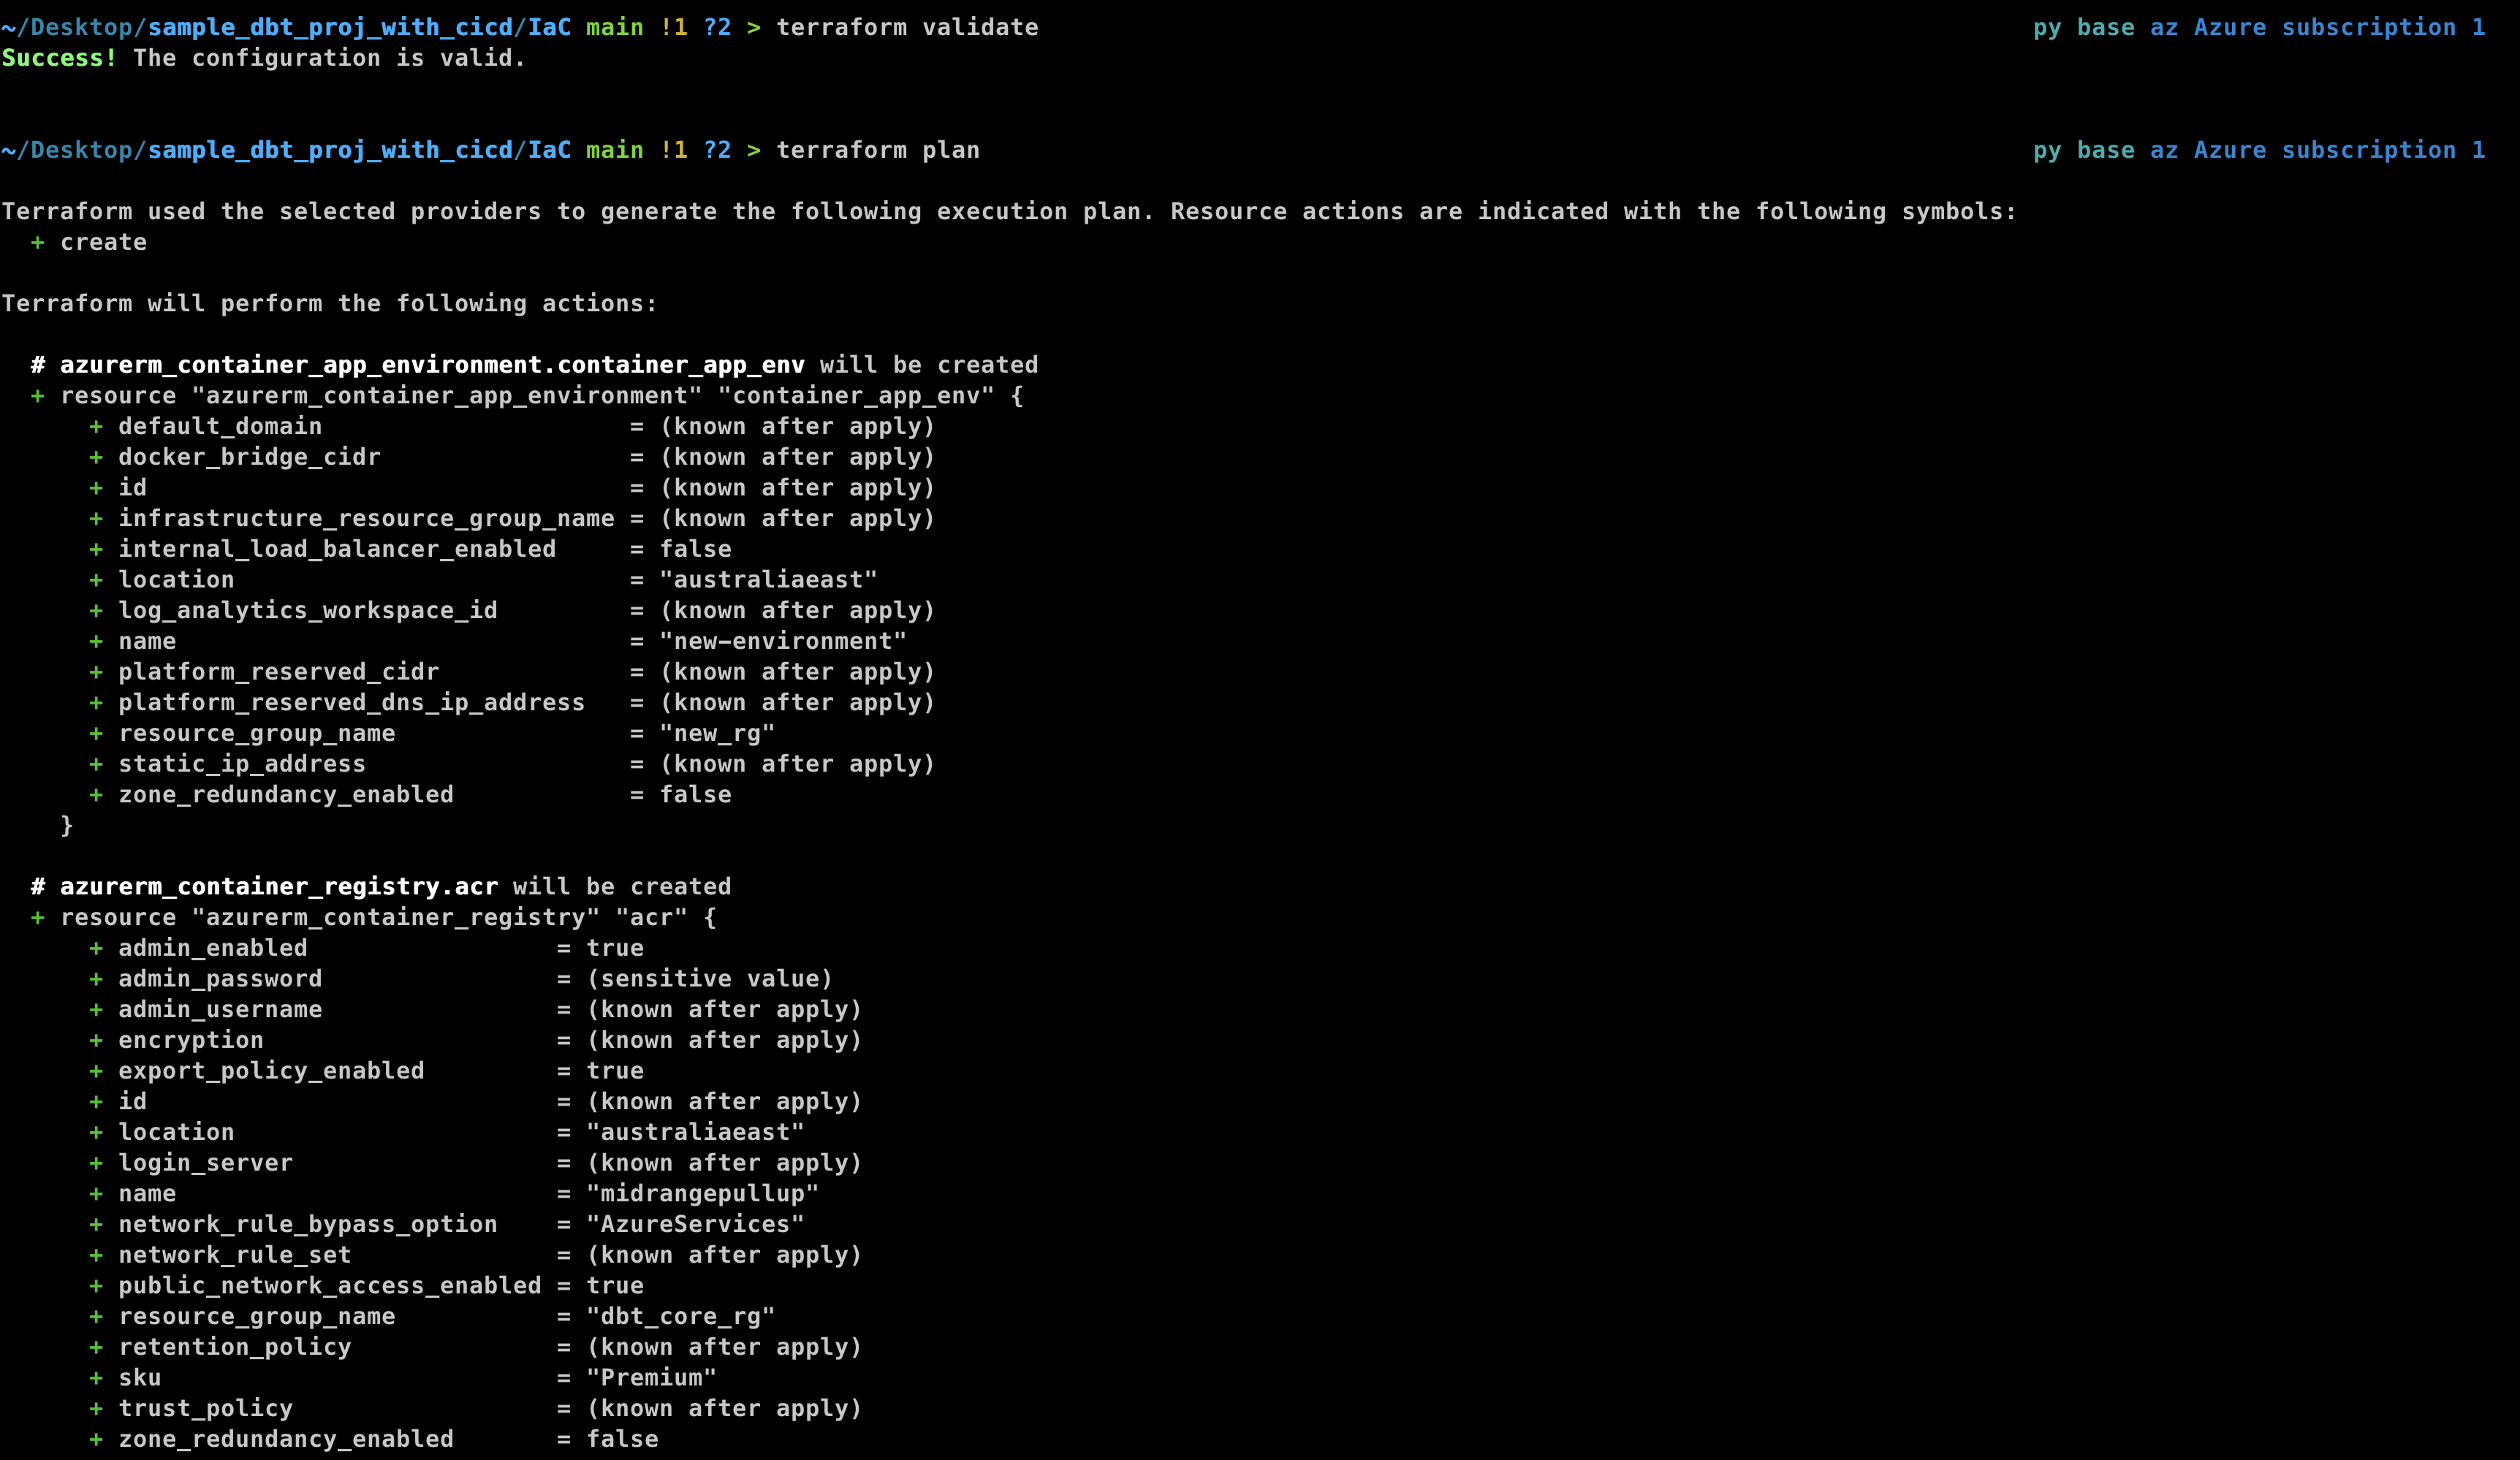 ~/Desktop/sample_dbt_proj_with_cicd/IaC main !1 ?2 > terraform validate py base az Azure subscription 1
Success! The configuration is valid.
~/Desktop/sample_dbt_proj_with_cicd/IaC main !1 ?2 > terraform plan py base az Azure subscription 1
Terraform used the selected providers to generate the following execution plan. Resource actions are indicated with the following symbols:
  + create
Terraform will perform the following actions:
  # azurerm_container_app_environment.container_app_env will be created
  + resource "azurerm_container_app_environment" "container_app_env" {
      + default_domain                     = (known after apply)
      + docker_bridge_cidr                 = (known after apply)
      + id                                 = (known after apply)
      + infrastructure_resource_group_name = (known after apply)
      + internal_load_balancer_enabled     = false
      + location                           = "australiaeast"
      + log_analytics_workspace_id         = (known after apply)
      + name                               = "new-environment"
      + platform_reserved_cidr             = (known after apply)
      + platform_reserved_dns_ip_address   = (known after apply)
      + resource_group_name                = "new_rg"
      + static_ip_address                  = (known after apply)
      + zone_redundancy_enabled            = false
    }
  # azurerm_container_registry.acr will be created
  + resource "azurerm_container_registry" "acr" {
      + admin_enabled                 = true
      + admin_password                = (sensitive value)
      + admin_username                = (known after apply)
      + encryption                    = (known after apply)
      + export_policy_enabled         = true
      + id                            = (known after apply)
      + location                      = "australiaeast"
      + login_server                  = (known after apply)
      + name                          = "midrangepullup"
      + network_rule_bypass_option    = "AzureServices"
      + network_rule_set              = (known after apply)
      + public_network_access_enabled = true
      + resource_group_name           = "dbt_core_rg"
      + retention_policy              = (known after apply)
      + sku                           = "Premium"
      + trust_policy                  = (known after apply)
      + zone_redundancy_enabled       = false